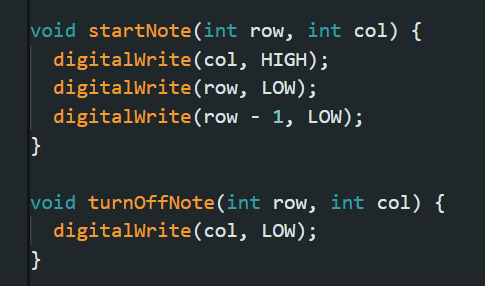 void startNote(int row, int col) {
  digitalWrite(col, HIGH);
  digitalWrite(row, LOW);
  digitalWrite(row - 1, LOW);
}

void turnOffNote(int row, int col) {
  digitalWrite(col, LOW);
}